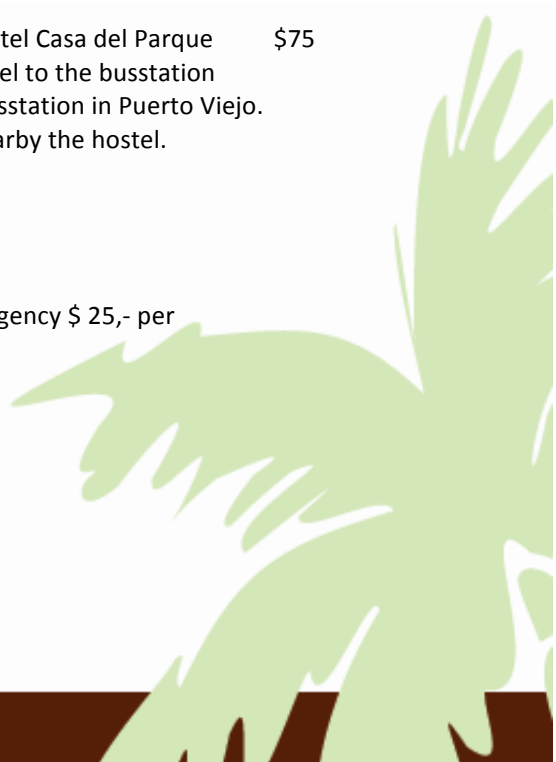 tel Casa del Parque $75
el to the busstation
sstation in Puerto Viejo.
arby the hostel.
gency $ 25,- per